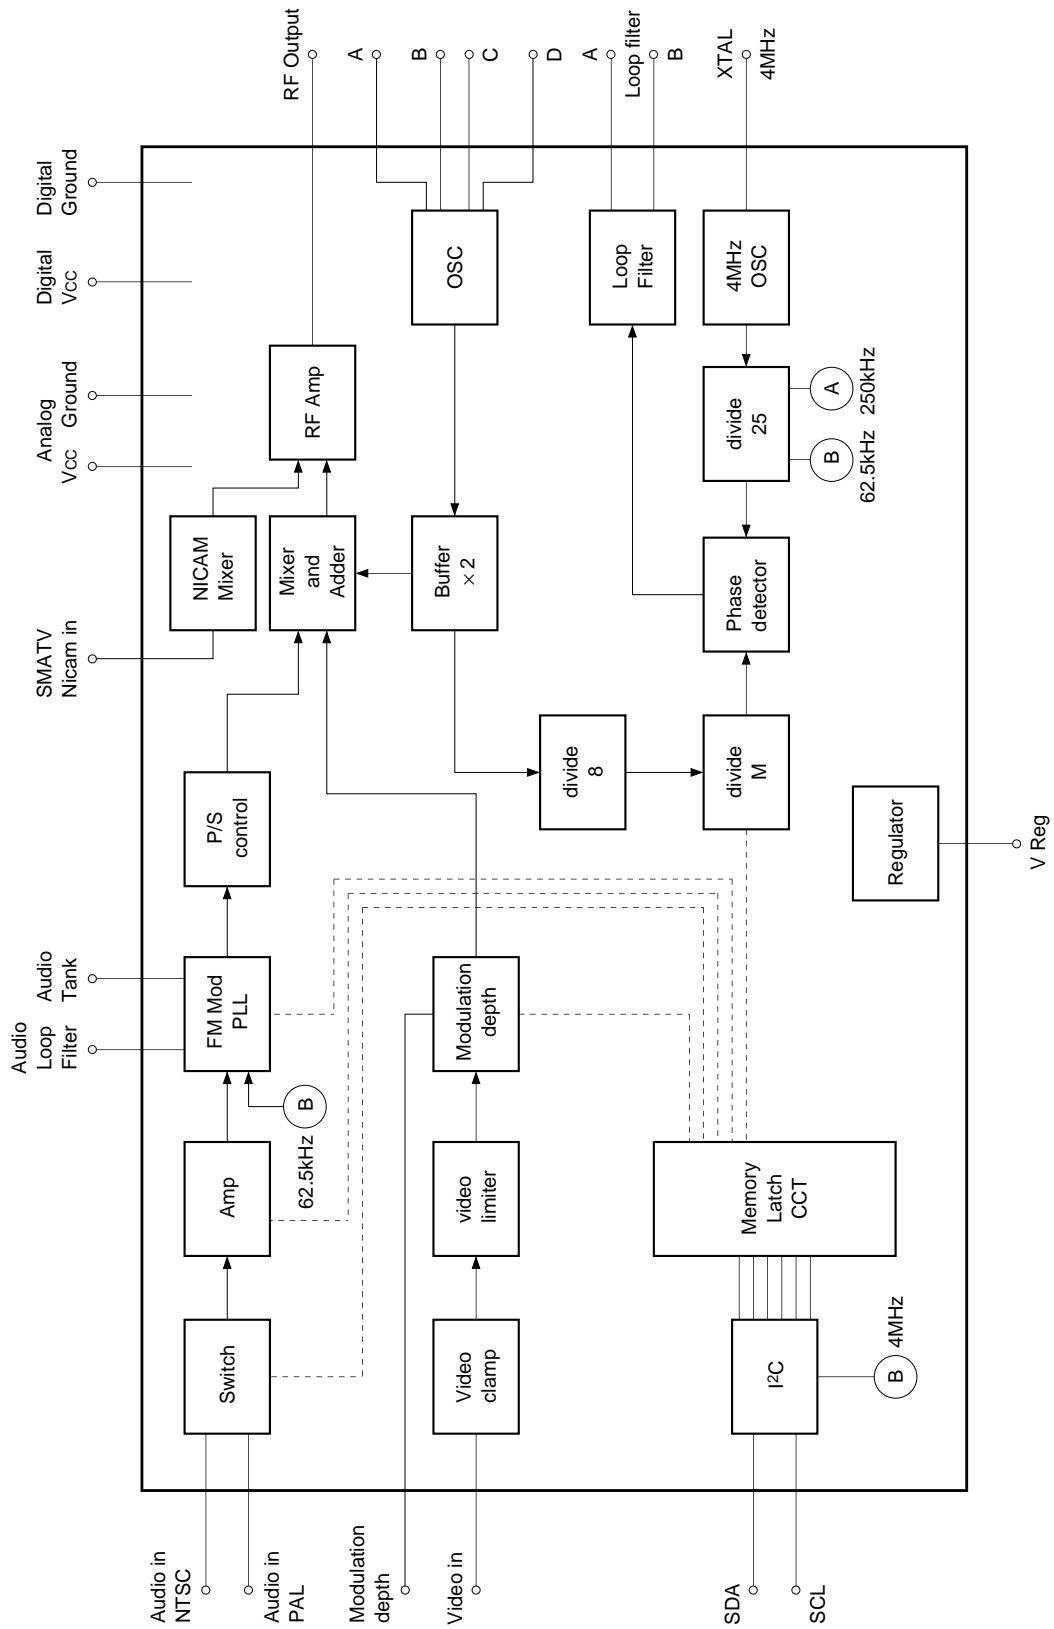 Audio
Loop
Filter
Audio
Tank
SMATV
Nicam in
Analog
Vcc
Ground
Digital
Vcc
Digital
Ground
Audio in
NTSC
Audio in
PAL
Switch
Amp
FM Mod
PLL
P/S
control
NICAM
Mixer
62.5kHz
B
Mixer
and
Adder
RF Amp
RF Output
Modulation
depth
Video in
Video
clamp
video
limiter
Modulation
depth
Buffer
×2
OSC
A
B
C
D
divide
8
Loop
Filter
A
Loop filter
B
SDA
SCL
I²C
B
4MHz
Memory
Latch
CCT
divide
M
Phase
detector
divide
25
4MHz
OSC
XTAL
4MHz
B
62.5kHz
A
250kHz
Regulator
V Reg